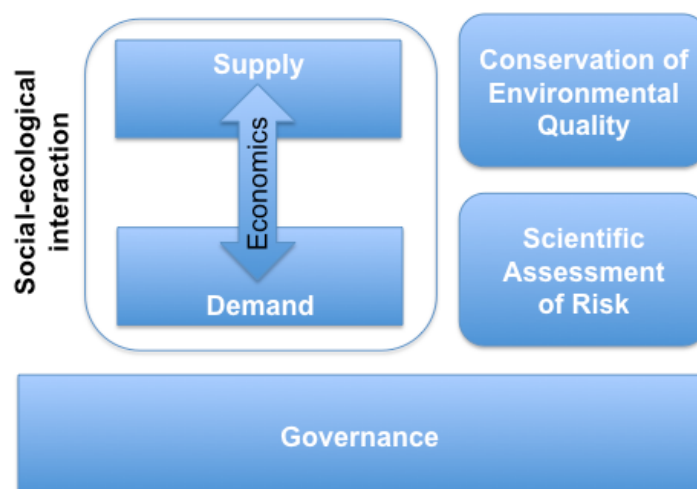 Social-ecological
interaction
Supply
Economics
Demand
Conservation of
Environmental
Quality
Scientific
Assessment
of Risk
Governance